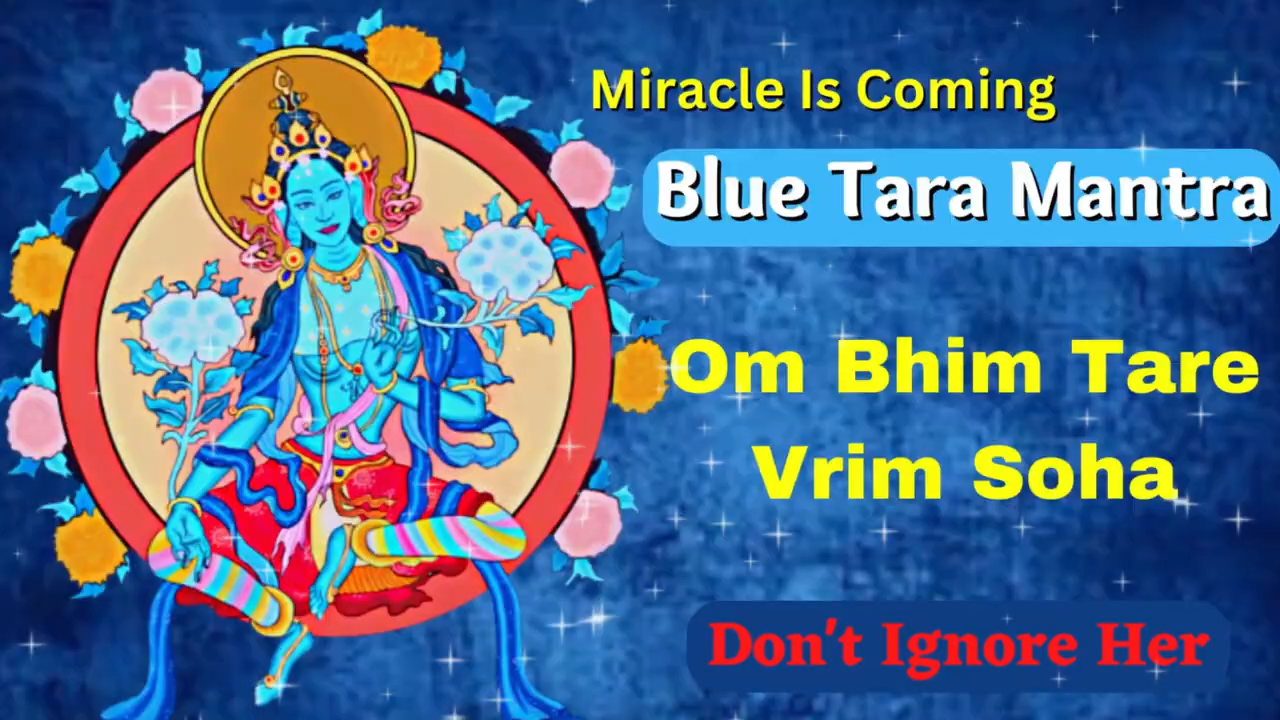 Miracle Is Coming
Blue Tara Mantra
Om Bhim Tare
Vrim Soha
Don't Ignore Her